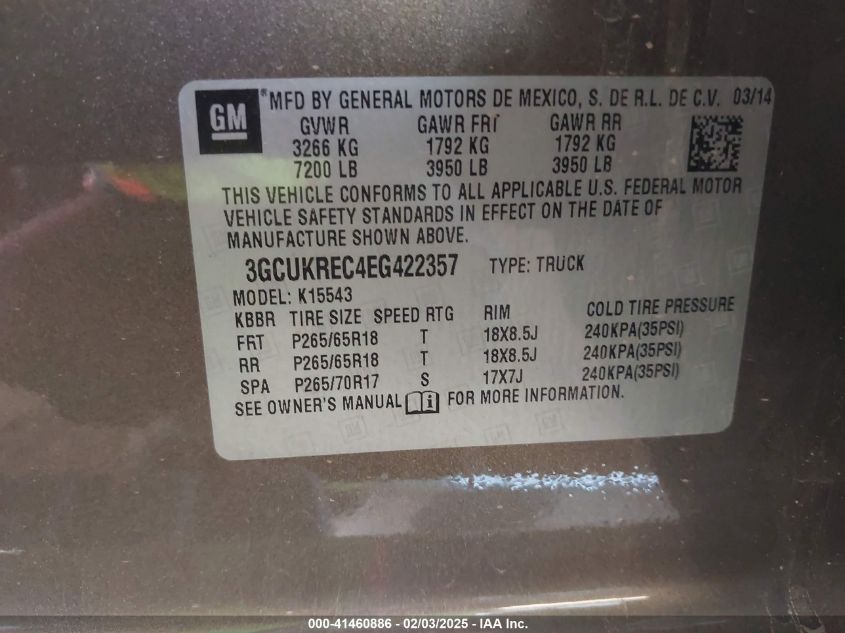 GM
*MFD BY GENERAL MOTORS DE MEXICO, S. DE R.L. DE C.V. 03/14
GVWR GAWR FRT GAWR RR
3266 KG 1792 KG 1792 KG
7200 LB 3950 LB 3950 LB
THIS VEHICLE CONFORMS TO ALL APPLICABLE U.S. FEDERAL MOTOR
VEHICLE SAFETY STANDARDS IN EFFECT ON THE DATE OF
MANUFACTURE SHOWN ABOVE.
3GCUKREC4EG422357 TYPE: TRUCK
MODEL: K15543
KBBR TIRE SIZE SPEED RTG RIM COLD TIRE PRESSURE
FRT P265/65R18 T 18X8.5J 240KPA(35PSI)
RR P265/65R18 T 18X8.5J 240KPA(35PSI)
SPA P265/70R17 S 17X7J 240KPA(35PSI)
SEE OWNER'S MANUAL i FOR MORE INFORMATION.
000-41460886 - 02/03/2025 - IAA Inc.